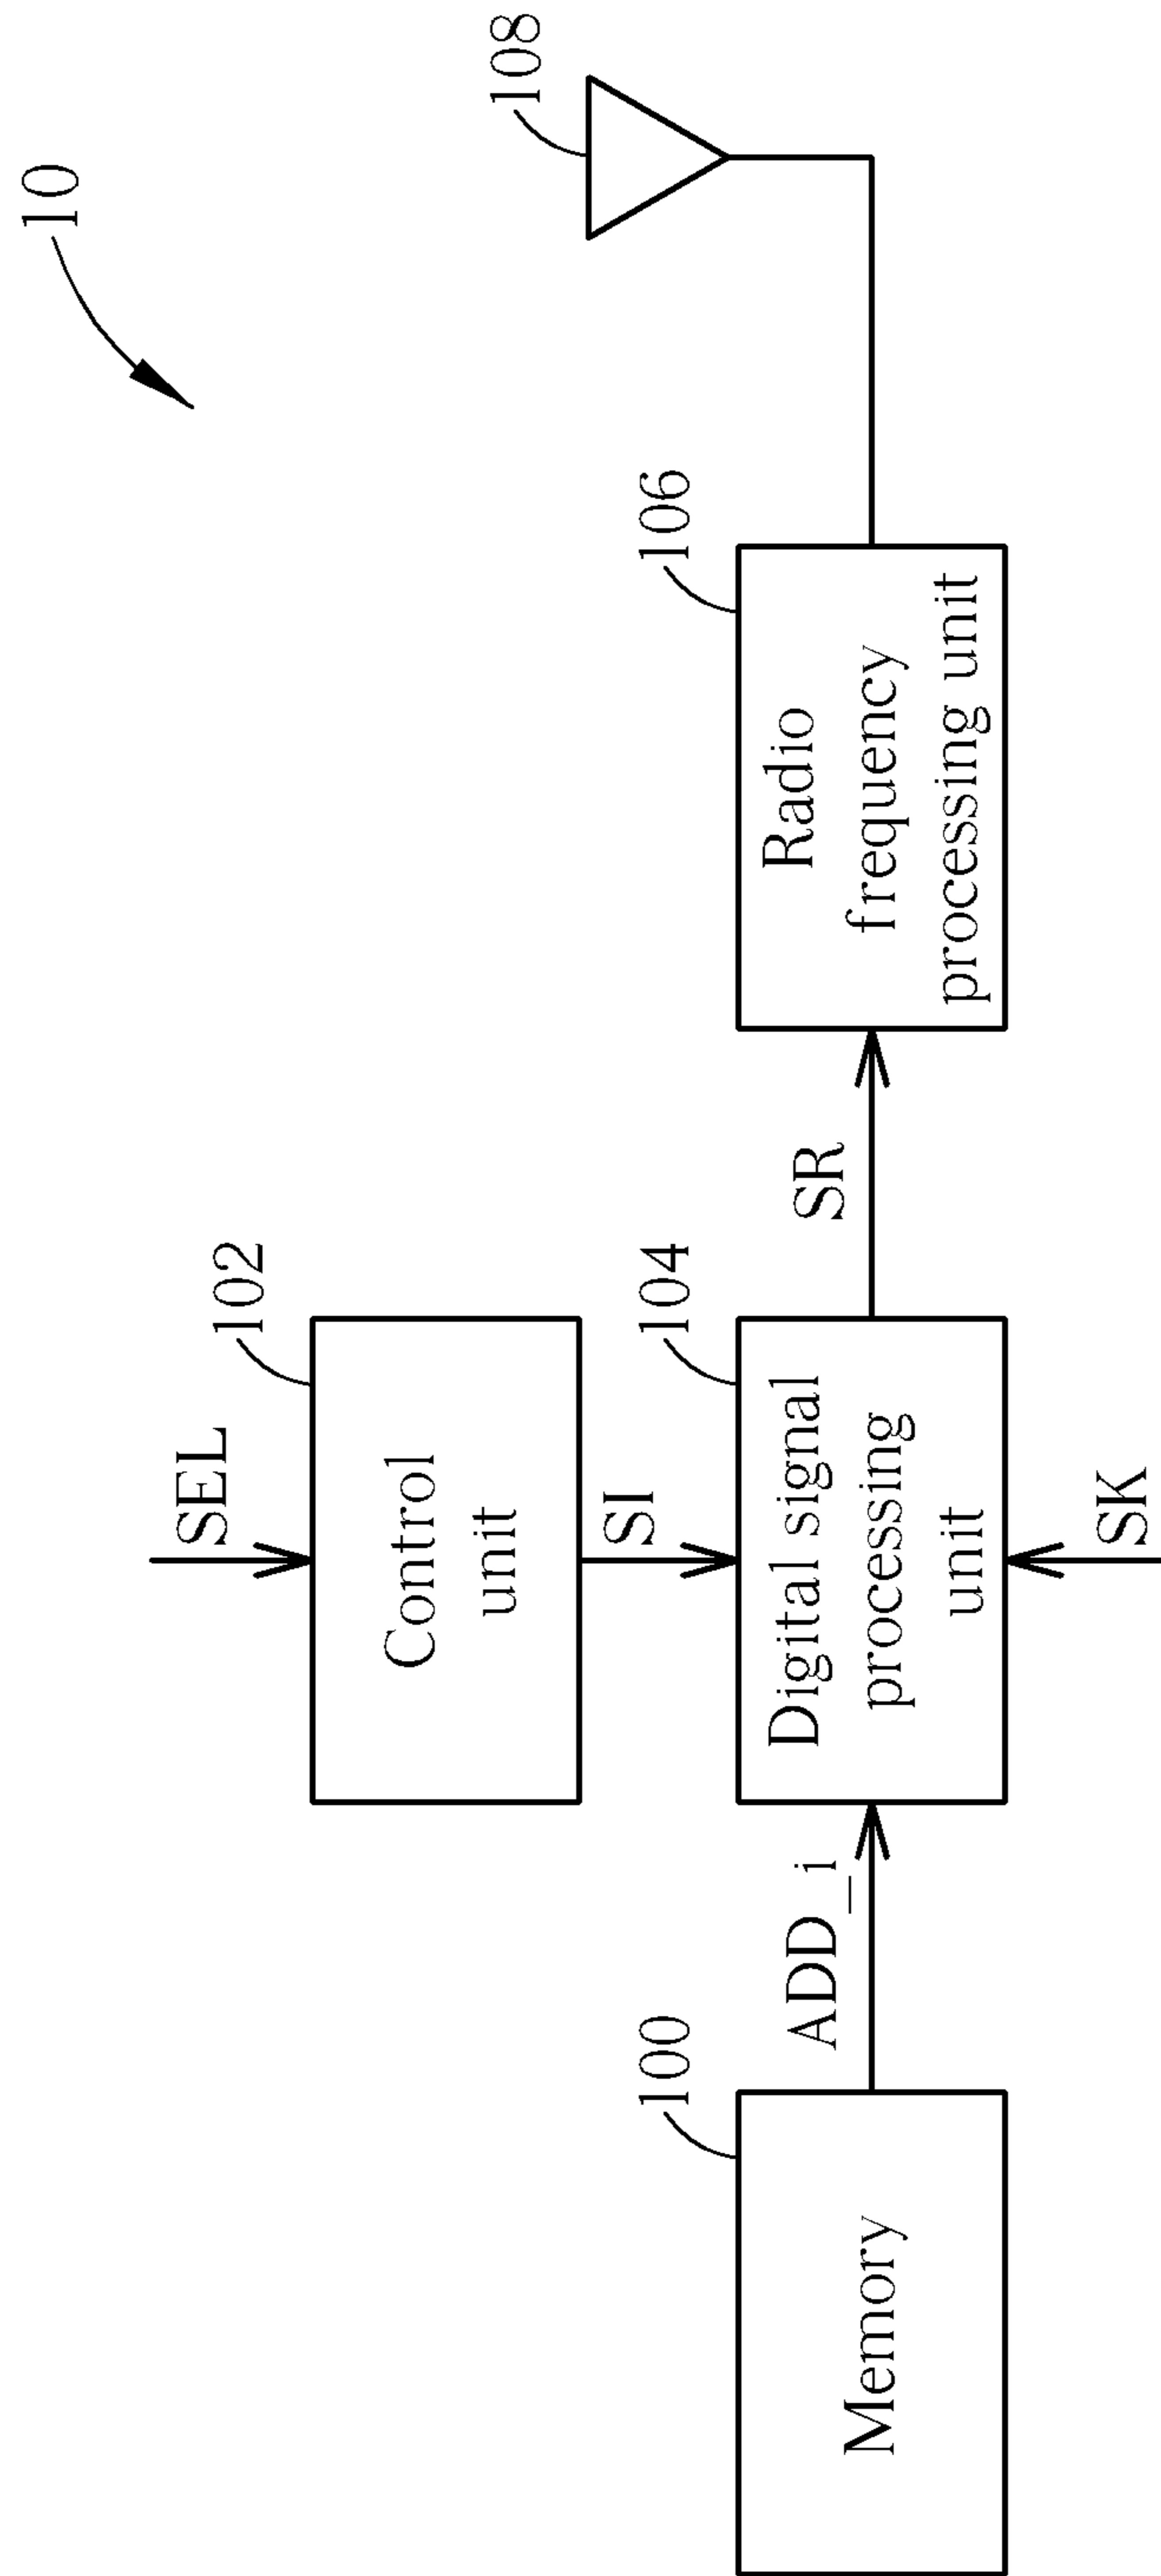 10
108
SEL
102
Control
unit
SI
100
Memory
ADD_i
104
Digital signal
processing
unit
SR
106
Radio
frequency
processing unit
SK